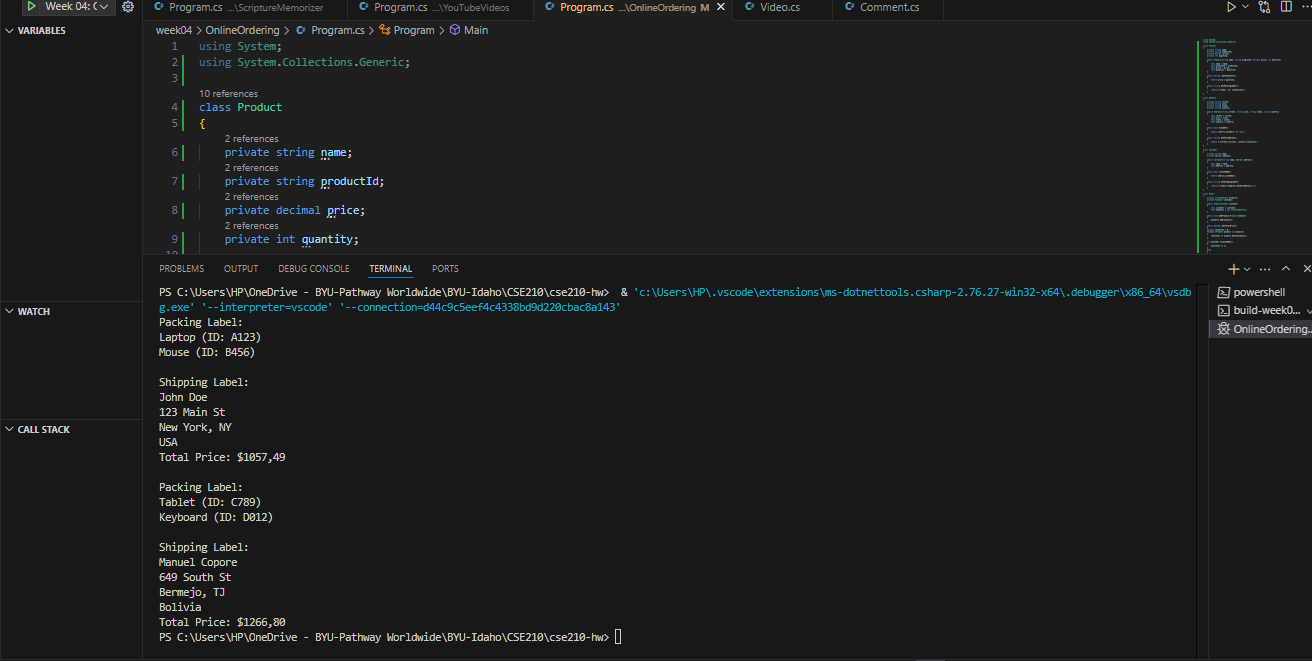 Week 04: (
Program.cs ...\ScriptureMemorizer
Program.cs ...\YouTubeVideos
Program.cs ...\OnlineOrdering M
Video.cs
Comment.cs
VARIABLES
WATCH
CALL STACK
week04 > OnlineOrdering > Program.cs > Program > Main
1 using System;
2 using System.Collections.Generic;
3
10 references
4 class Product
5 {
2 references
6 private string name;
2 references
7 private string productId;
2 references
8 private decimal price;
2 references
9 private int quantity;
PROBLEMS OUTPUT DEBUG CONSOLE TERMINAL PORTS
PS C:\Users\HP\OneDrive - BYU-Pathway Worldwide\BYU-Idaho\CSE210\cse210-hw> & 'c:\Users\HP\.vscode\extensions\ms-dotnettools.csharp-2.76.27-win32-x64\.debugger\x86_64\vsdb
g.exe' '--interpreter=vscode' '--connection=d44c9c5eef4c4338bd9d220cbac8a143'
Packing Label:
Laptop (ID: A123)
Mouse (ID: B456)

Shipping Label:
John Doe
123 Main St
New York, NY
USA
Total Price: $1057,49

Packing Label:
Tablet (ID: C789)
Keyboard (ID: D012)

Shipping Label:
Manuel Copore
649 South St
Bermejo, TJ
Bolivia
Total Price: $1266,80
PS C:\Users\HP\OneDrive - BYU-Pathway Worldwide\BYU-Idaho\CSE210\cse210-hw>
powershell
build-week0...
OnlineOrdering...